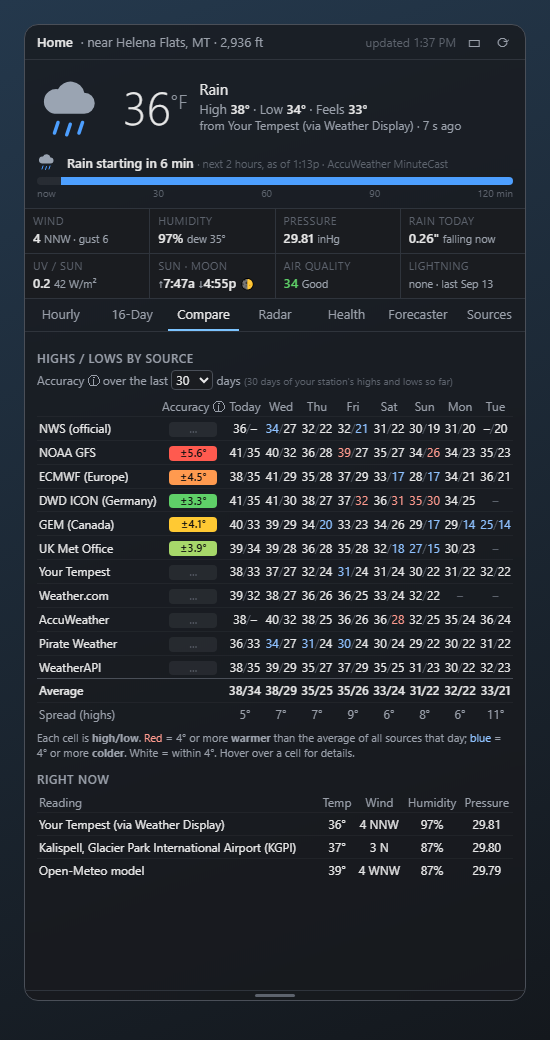 Home · near Helena Flats, MT · 2,936 ft updated 1:37 PM
36°F
Rain
High 38° · Low 34° · Feels 33°
from Your Tempest (via Weather Display) · 7 s ago
Rain starting in 6 min · next 2 hours, as of 1:13p · AccuWeather MinuteCast
now 30 60 90 120 min
WIND HUMIDITY PRESSURE RAIN TODAY
4 NNW · gust 6 97% dew 35° 29.81 inHg 0.26" falling now
UV / SUN SUN · MOON AIR QUALITY LIGHTNING
0.2 42 W/m² ↑7:47a ↓4:55p 34 Good none · last Sep 13
Hourly 16-Day Compare Radar Health Forecaster Sources
HIGHS / LOWS BY SOURCE
Accuracy ⓘ over the last 30 days (30 days of your station's highs and lows so far)
Accuracy ⓘ Today Wed Thu Fri Sat Sun Mon Tue
NWS (official) ... 36/– 34/27 32/22 32/21 31/22 30/19 31/20 –/20
NOAA GFS ±5.6° 41/35 40/32 36/28 39/27 35/27 34/26 34/23 35/23
ECMWF (Europe) ±4.5° 38/35 41/29 35/28 37/29 33/17 28/17 34/21 36/21
DWD ICON (Germany) ±3.3° 41/35 41/30 38/27 37/32 36/31 35/30 34/25 –
GEM (Canada) ±4.1° 40/33 39/29 34/20 33/23 34/26 29/17 29/14 25/14
UK Met Office ±3.9° 39/34 39/28 36/28 35/28 32/18 27/15 30/23 –
Your Tempest ... 38/33 37/27 32/24 31/24 31/24 30/22 31/22 32/22
Weather.com ... 39/32 38/27 36/26 36/25 33/24 32/22 – –
AccuWeather ... 38/– 40/32 38/25 36/26 36/28 32/25 35/24 36/24
Pirate Weather ... 36/33 34/27 31/24 30/24 30/24 29/22 30/22 31/22
WeatherAPI ... 38/35 39/29 35/27 37/29 35/25 31/23 30/22 32/23
Average 38/34 38/29 35/25 35/26 33/24 31/22 32/22 33/21
Spread (highs) 5° 7° 7° 9° 6° 8° 6° 11°
Each cell is high/low. Red = 4° or more warmer than the average of all sources that day; blue =
4° or more colder. White = within 4°. Hover over a cell for details.
RIGHT NOW
Reading Temp Wind Humidity Pressure
Your Tempest (via Weather Display) 36° 4 NNW 97% 29.81
Kalispell, Glacier Park International Airport (KGPI) 37° 3 N 87% 29.80
Open-Meteo model 39° 4 WNW 87% 29.79